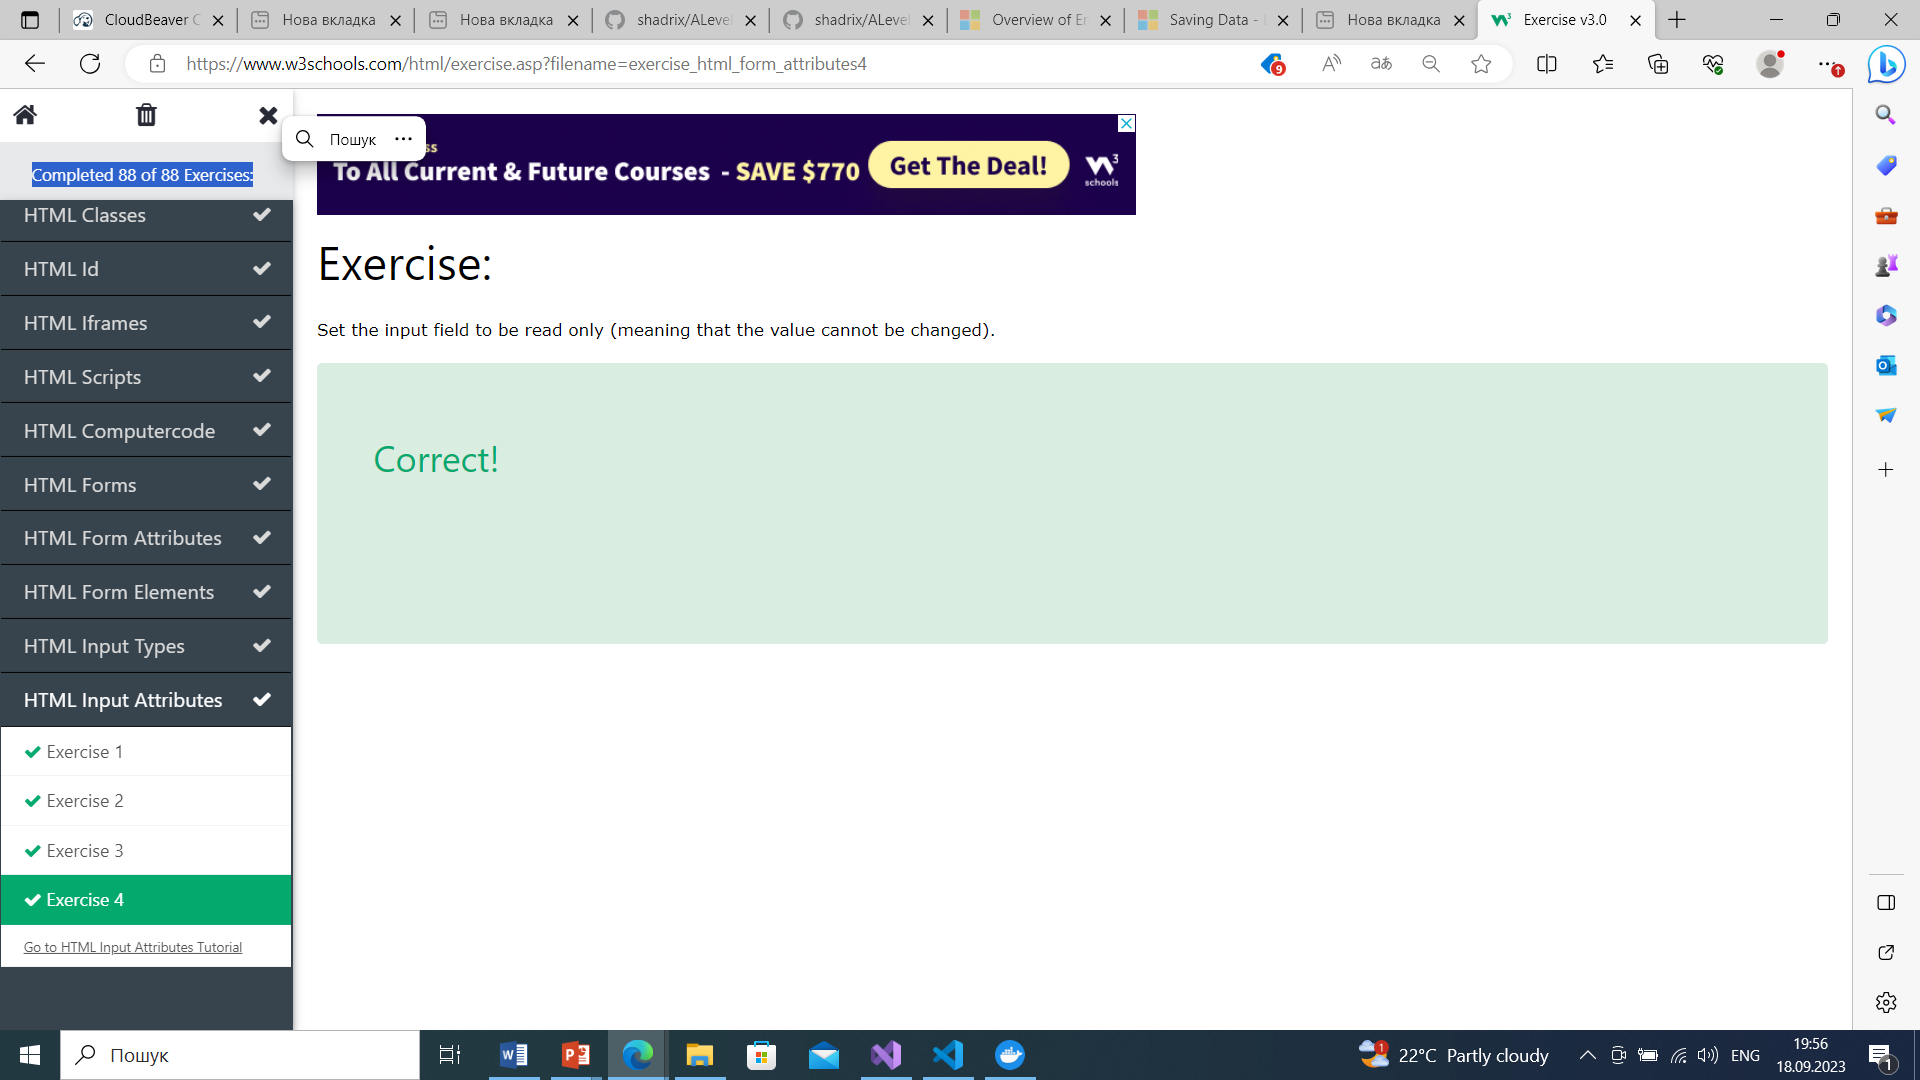 CloudBeaver C
Нова вкладка
Нова вкладка
shadrix/ALevel
shadrix/ALevel
Overview of En
Saving Data -
Нова вкладка
Exercise v3.0
https://www.w3schools.com/html/exercise.asp?filename=exercise_html_form_attributes4
9
Пошук
ss
To All Current & Future Courses - SAVE $770
Get The Deal!
schools
Completed 88 of 88 Exercises:
HTML Classes
HTML Id
HTML Iframes
HTML Scripts
HTML Computercode
HTML Forms
HTML Form Attributes
HTML Form Elements
HTML Input Types
HTML Input Attributes
Exercise 1
Exercise 2
Exercise 3
Exercise 4
Go to HTML Input Attributes Tutorial
Exercise:
Set the input field to be read only (meaning that the value cannot be changed).
Correct!
Пошук
1
22°C Partly cloudy
ENG
19:56
18.09.2023
1